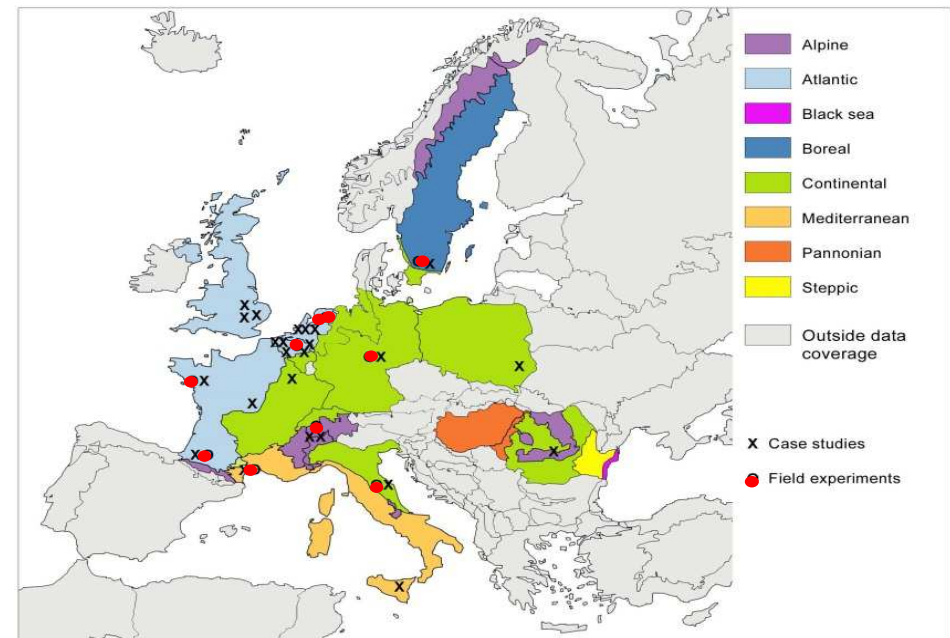 Alpine
Atlantic
Black sea
Boreal
Continental
Mediterranean
Pannonian
Steppic
Outside data
coverage
x Case studies
Field experiments